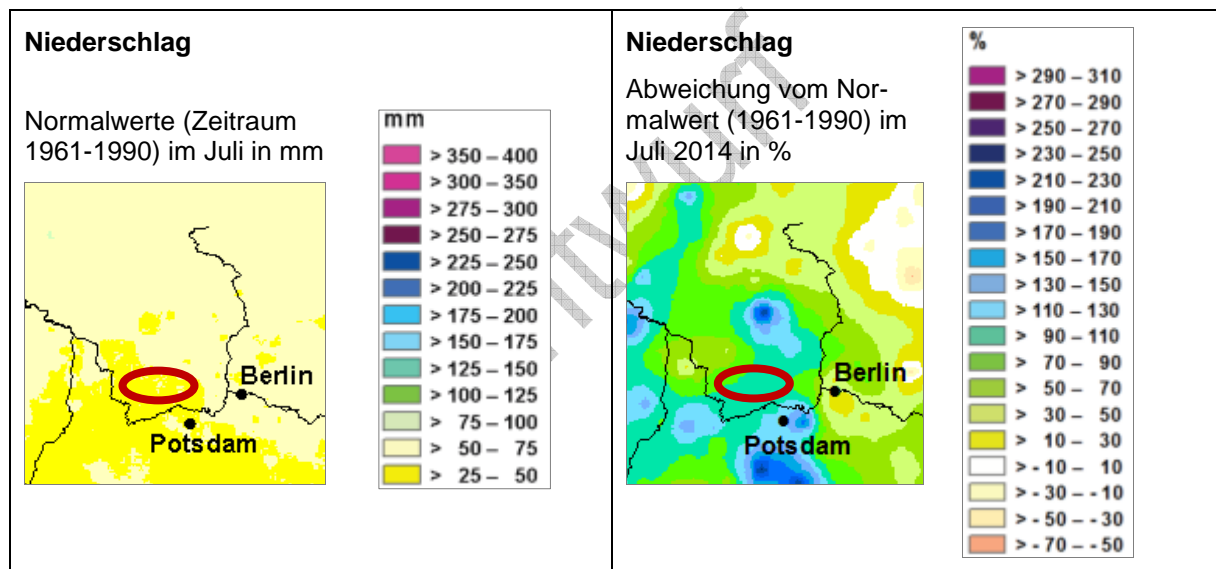 Niederschlag
Normalwerte (Zeitraum
1961-1990) im Juli in mm
mm
> 350 – 400
> 300 – 350
> 275 – 300
> 250 – 275
> 225 – 250
> 200 – 225
> 175 – 200
> 150 – 175
> 125 – 150
> 100 – 125
> 75 – 100
> 50 – 75
> 25 – 50
Berlin
Potsdam
Niederschlag
Abweichung vom Nor-
malwert (1961-1990) im
Juli 2014 in %
%
> 290 – 310
> 270 – 290
> 250 – 270
> 230 – 250
> 210 – 230
> 190 – 210
> 170 – 190
> 150 – 170
> 130 – 150
> 110 – 130
> 90 – 110
> 70 – 90
> 50 – 70
> 30 – 50
> 10 – 30
> - 10 – 10
> - 30 – - 10
> - 50 – - 30
> - 70 – - 50
Berlin
Potsdam
Entwurf